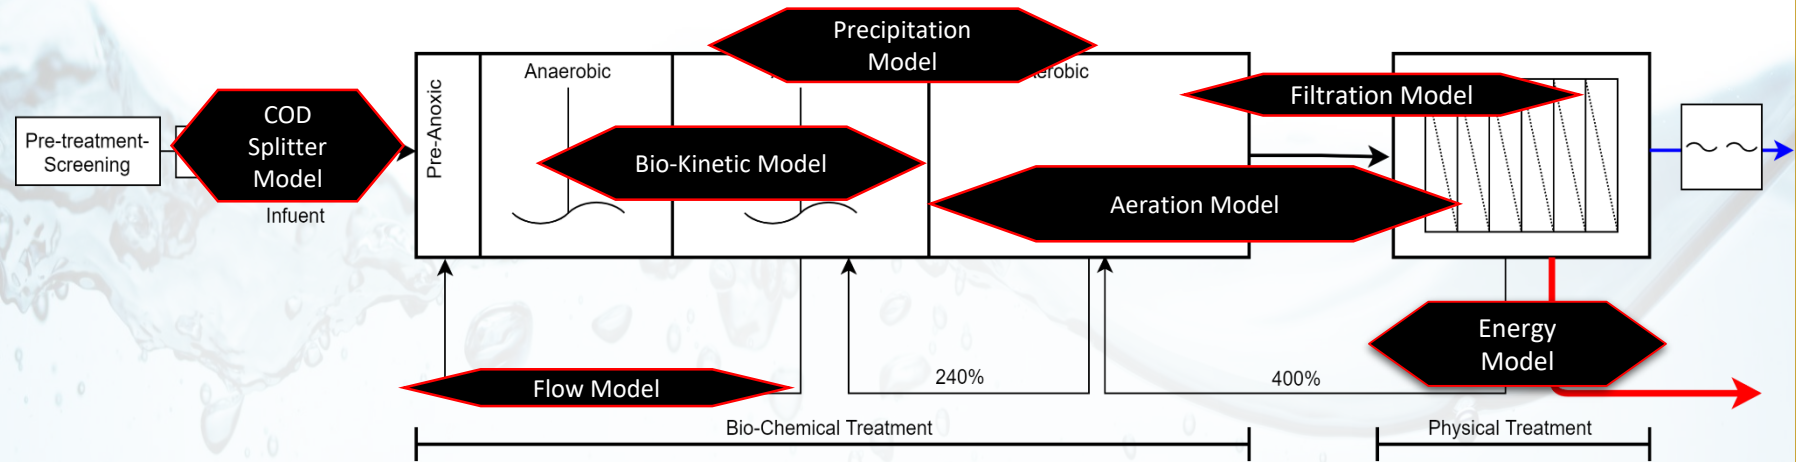 Precipitation
Model
Anaerobic
Pre-Anoxic
Filtration Model
COD
Splitter
Model
Pre-treatment-
Screening
Bio-Kinetic Model
Aeration Model
Infuent
Energy
Model
Flow Model
240%
400%
Bio-Chemical Treatment
Physical Treatment